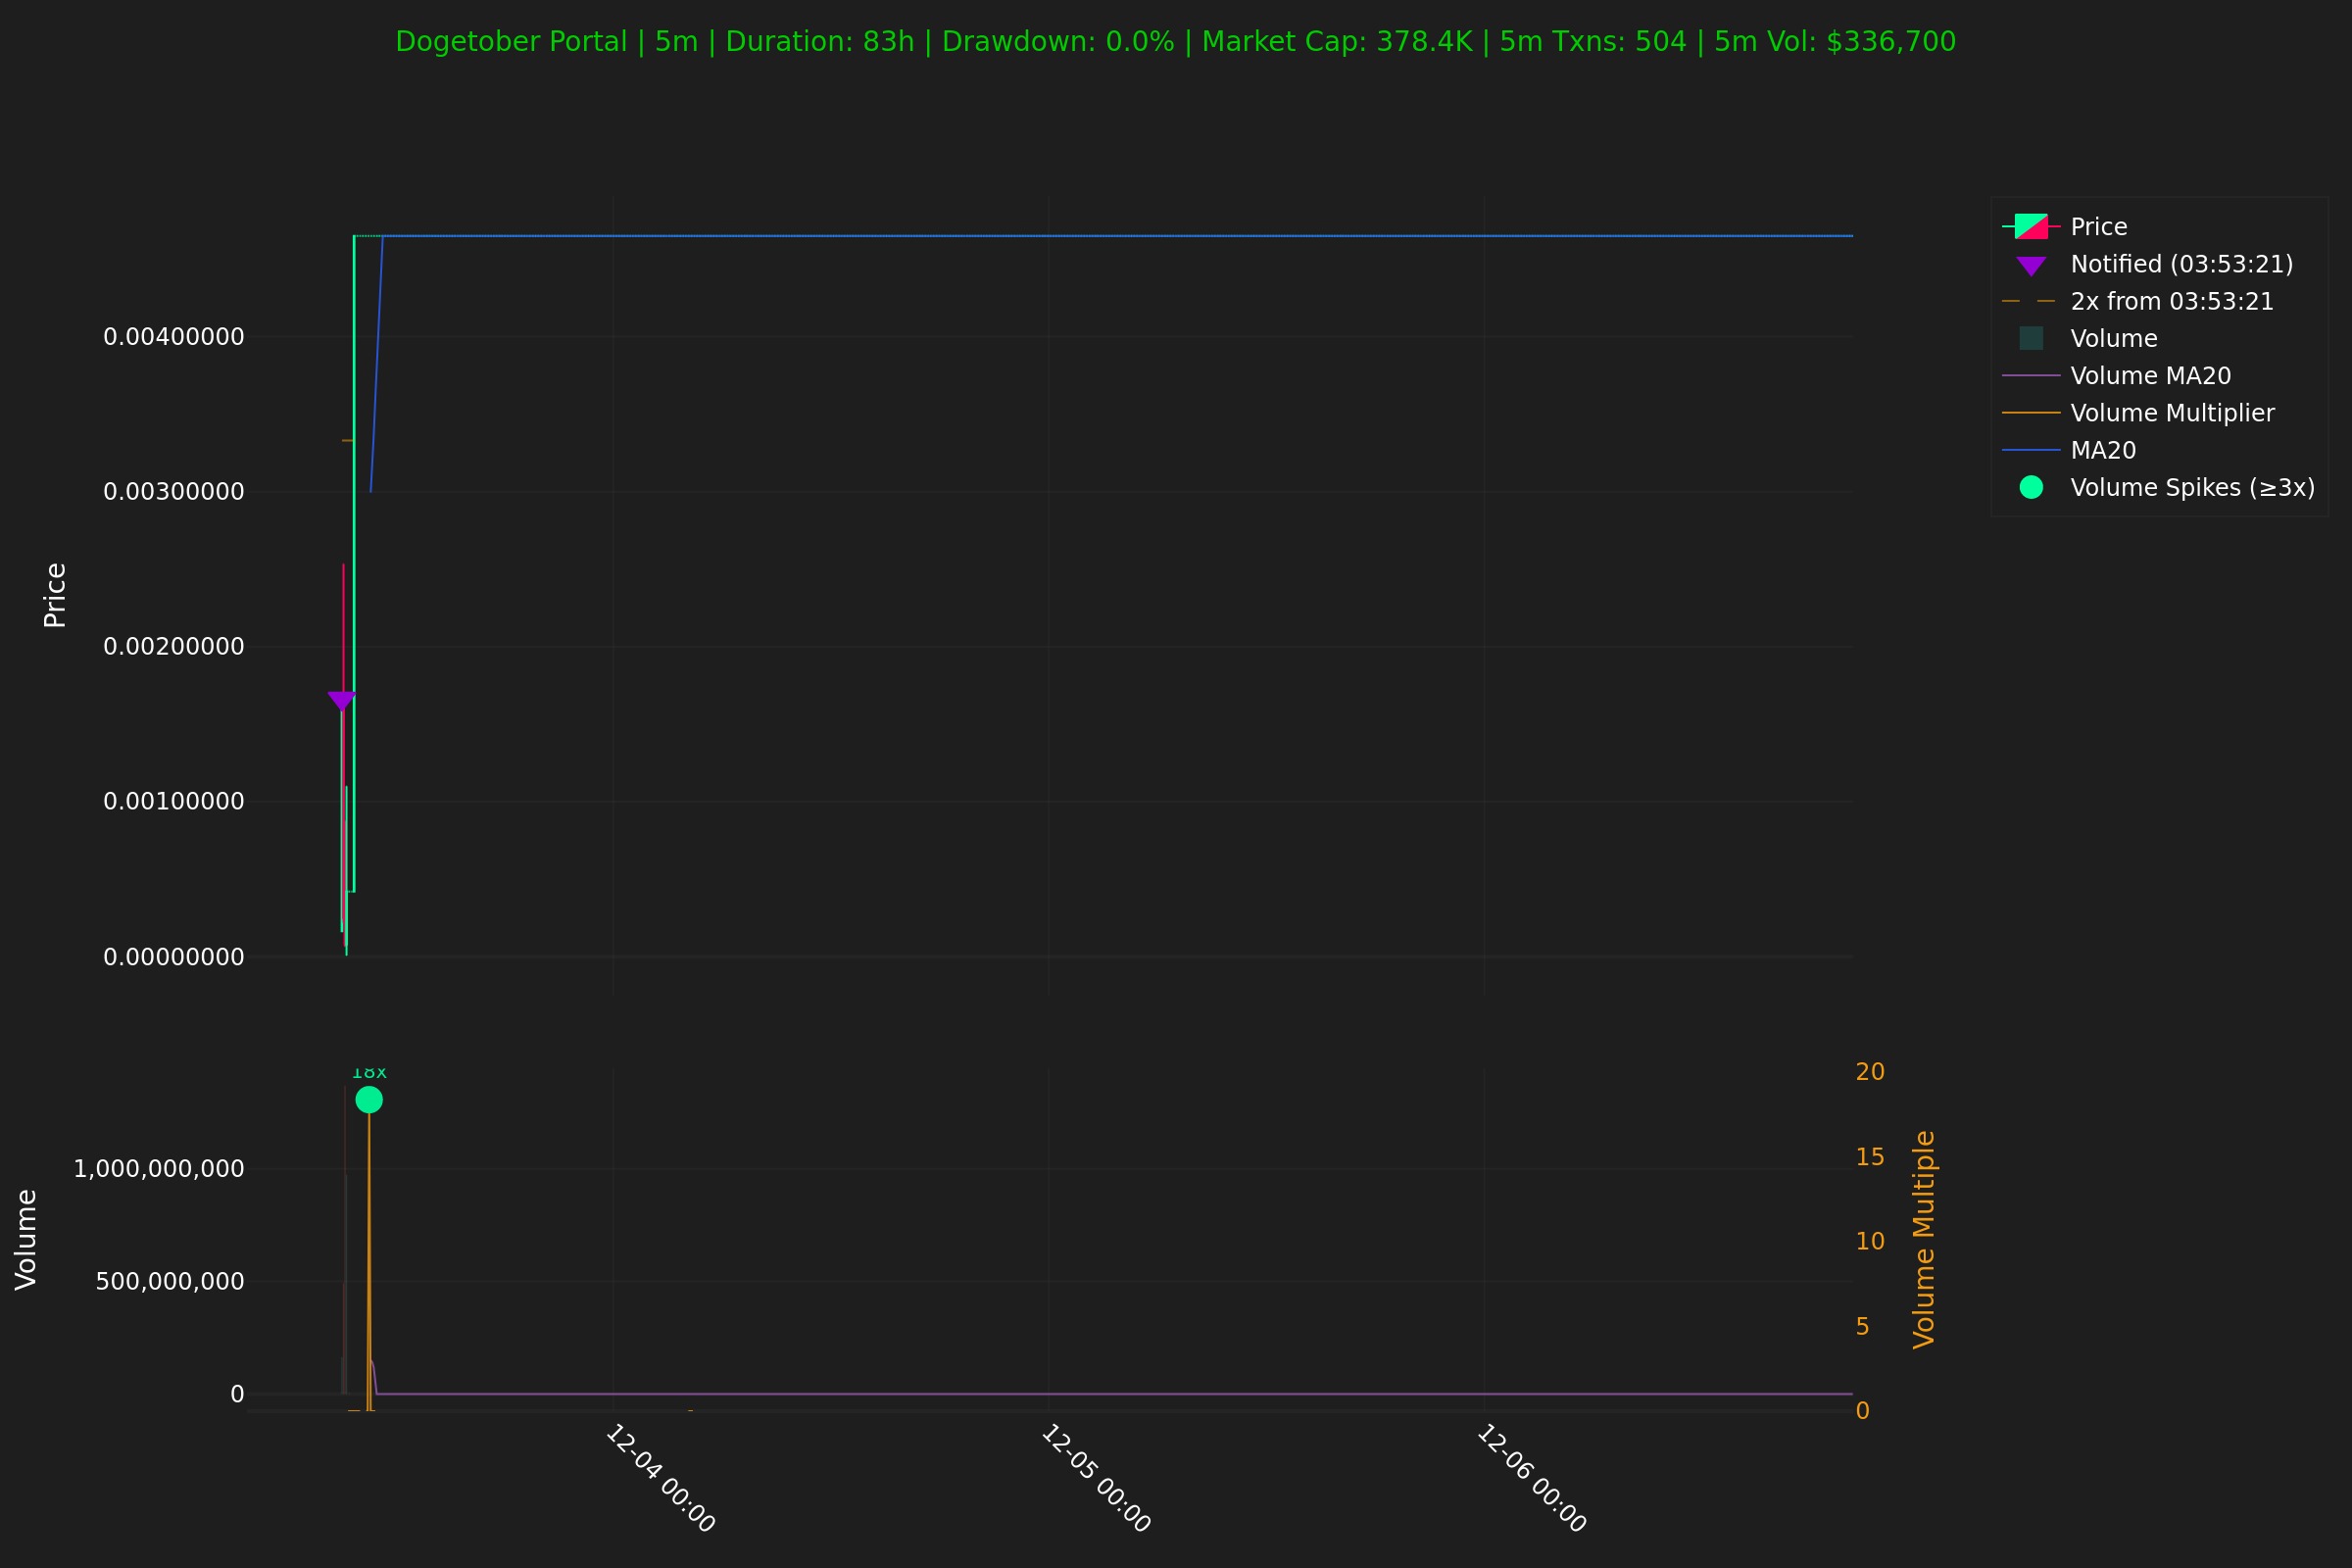 Dogetober Portal | 5m | Duration: 83h | Drawdown: 0.0% | Market Cap: 378.4K | 5m Txns: 504 | 5m Vol: $336,700
Price
Notified (03:53:21)
2x from 03:53:21
Volume
Volume MA20
Volume Multiplier
MA20
Volume Spikes (≥3x)
Price
0.00400000
0.00300000
0.00200000
0.00100000
0.00000000
18x
Volume
1,000,000,000
500,000,000
0
20
15
10
5
0
Volume Multiple
12-04 00:00
12-05 00:00
12-06 00:00